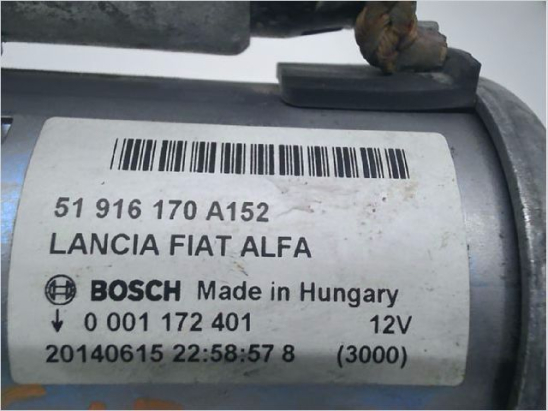 51 916 170 A152
LANCIA FIAT ALFA
BOSCH Made in Hungary
↓ 0 001 172 401 12V
20140615 22:58:57 8 (3000)